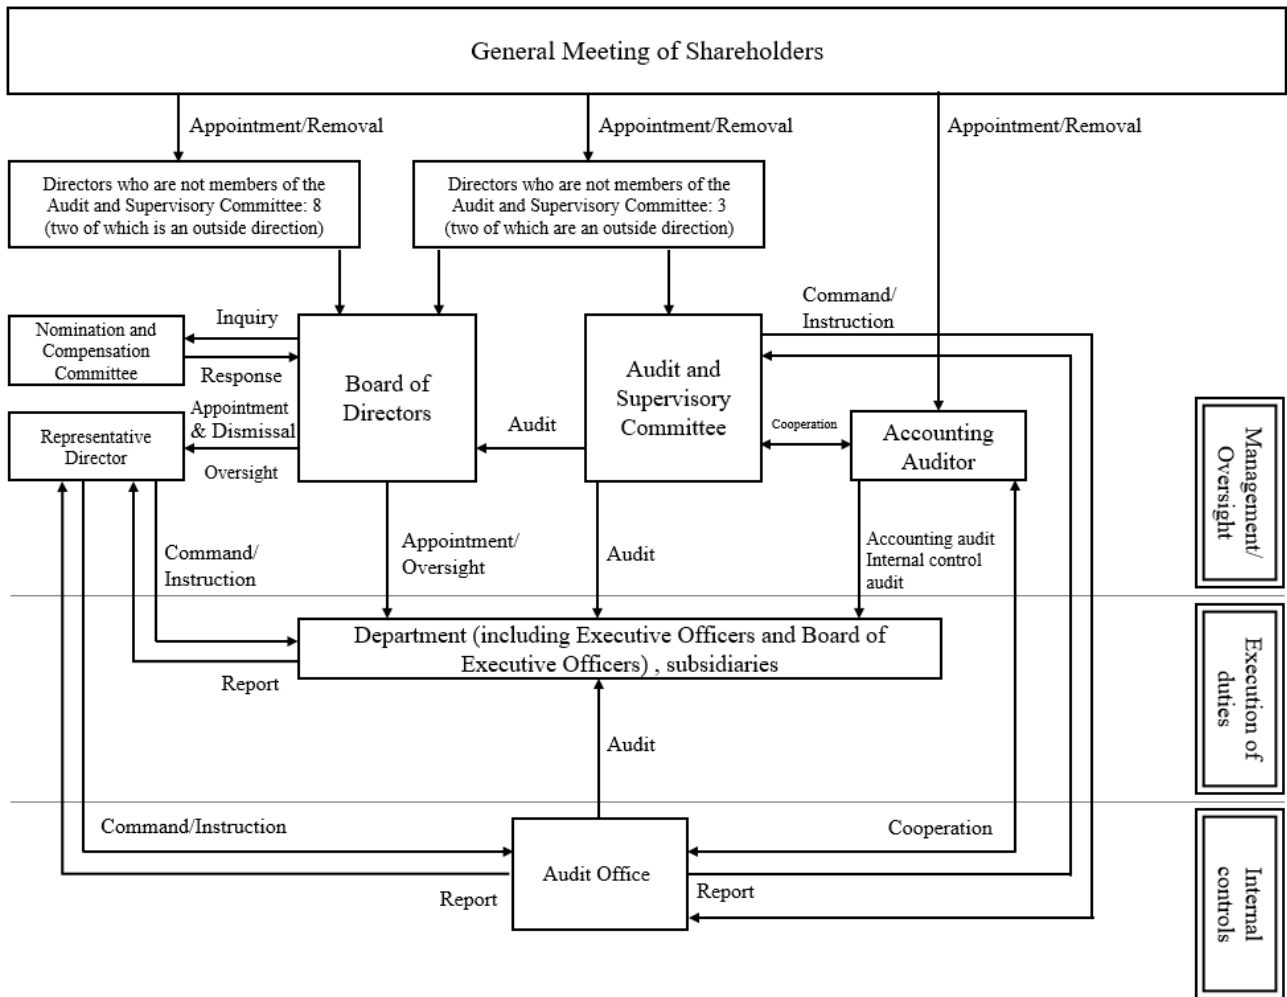 General Meeting of Shareholders
Appointment/Removal
Appointment/Removal
Appointment/Removal
Directors who are not members of the
Audit and Supervisory Committee: 8
(two of which is an outside direction)
Directors who are not members of the
Audit and Supervisory Committee: 3
(two of which are an outside direction)
Command/
Instruction
Inquiry
Nomination and
Compensation
Committee
Response
Board of
Directors
Audit and
Supervisory
Committee
Appointment
& Dismissal
Oversight
Representative
Director
Audit
Cooperation
Accounting
Auditor
Management/
Oversight
Command/
Instruction
Appointment/
Oversight
Audit
Accounting audit
Internal control
audit
Department (including Executive Officers and Board of
Executive Officers) , subsidiaries
Report
Execution of
duties
Audit
Command/Instruction
Cooperation
Audit Office
Report
Report
Internal
controls